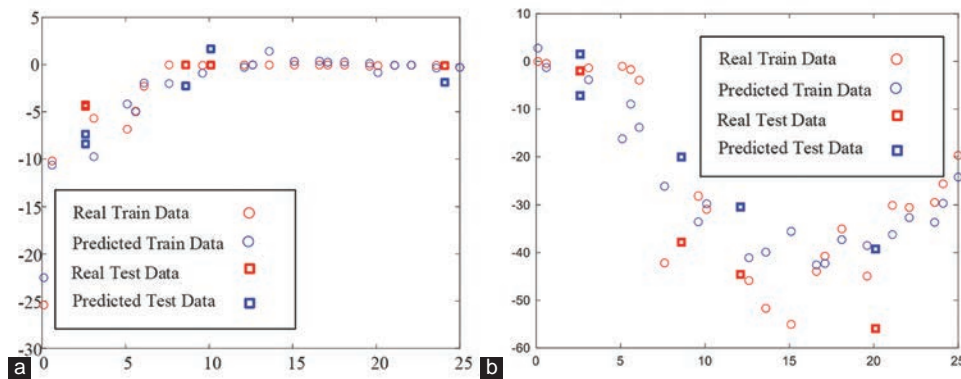 5
0
-5
-10
-15
-20
-25
-30
0 5 10 15 20 25
Real Train Data
Predicted Train Data
Real Test Data
Predicted Test Data
a
10
0
-10
-20
-30
-40
-50
-60
0 5 10 15 20 25
Real Train Data
Predicted Train Data
Real Test Data
Predicted Test Data
b